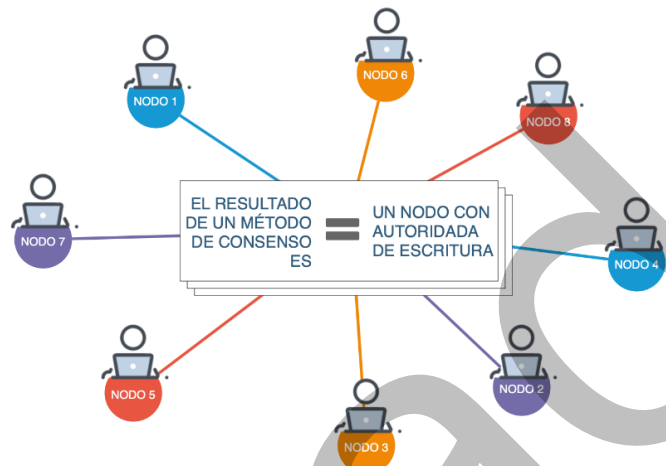 NODO 6
NODO 1
NODO 8
EL RESULTADO
DE UN MÉTODO
DE CONSENSO
ES
=
UN NODO CON
AUTORIDADA
DE ESCRITURA
NODO 7
NODO 4
NODO 5
NODO 2
NODO 3